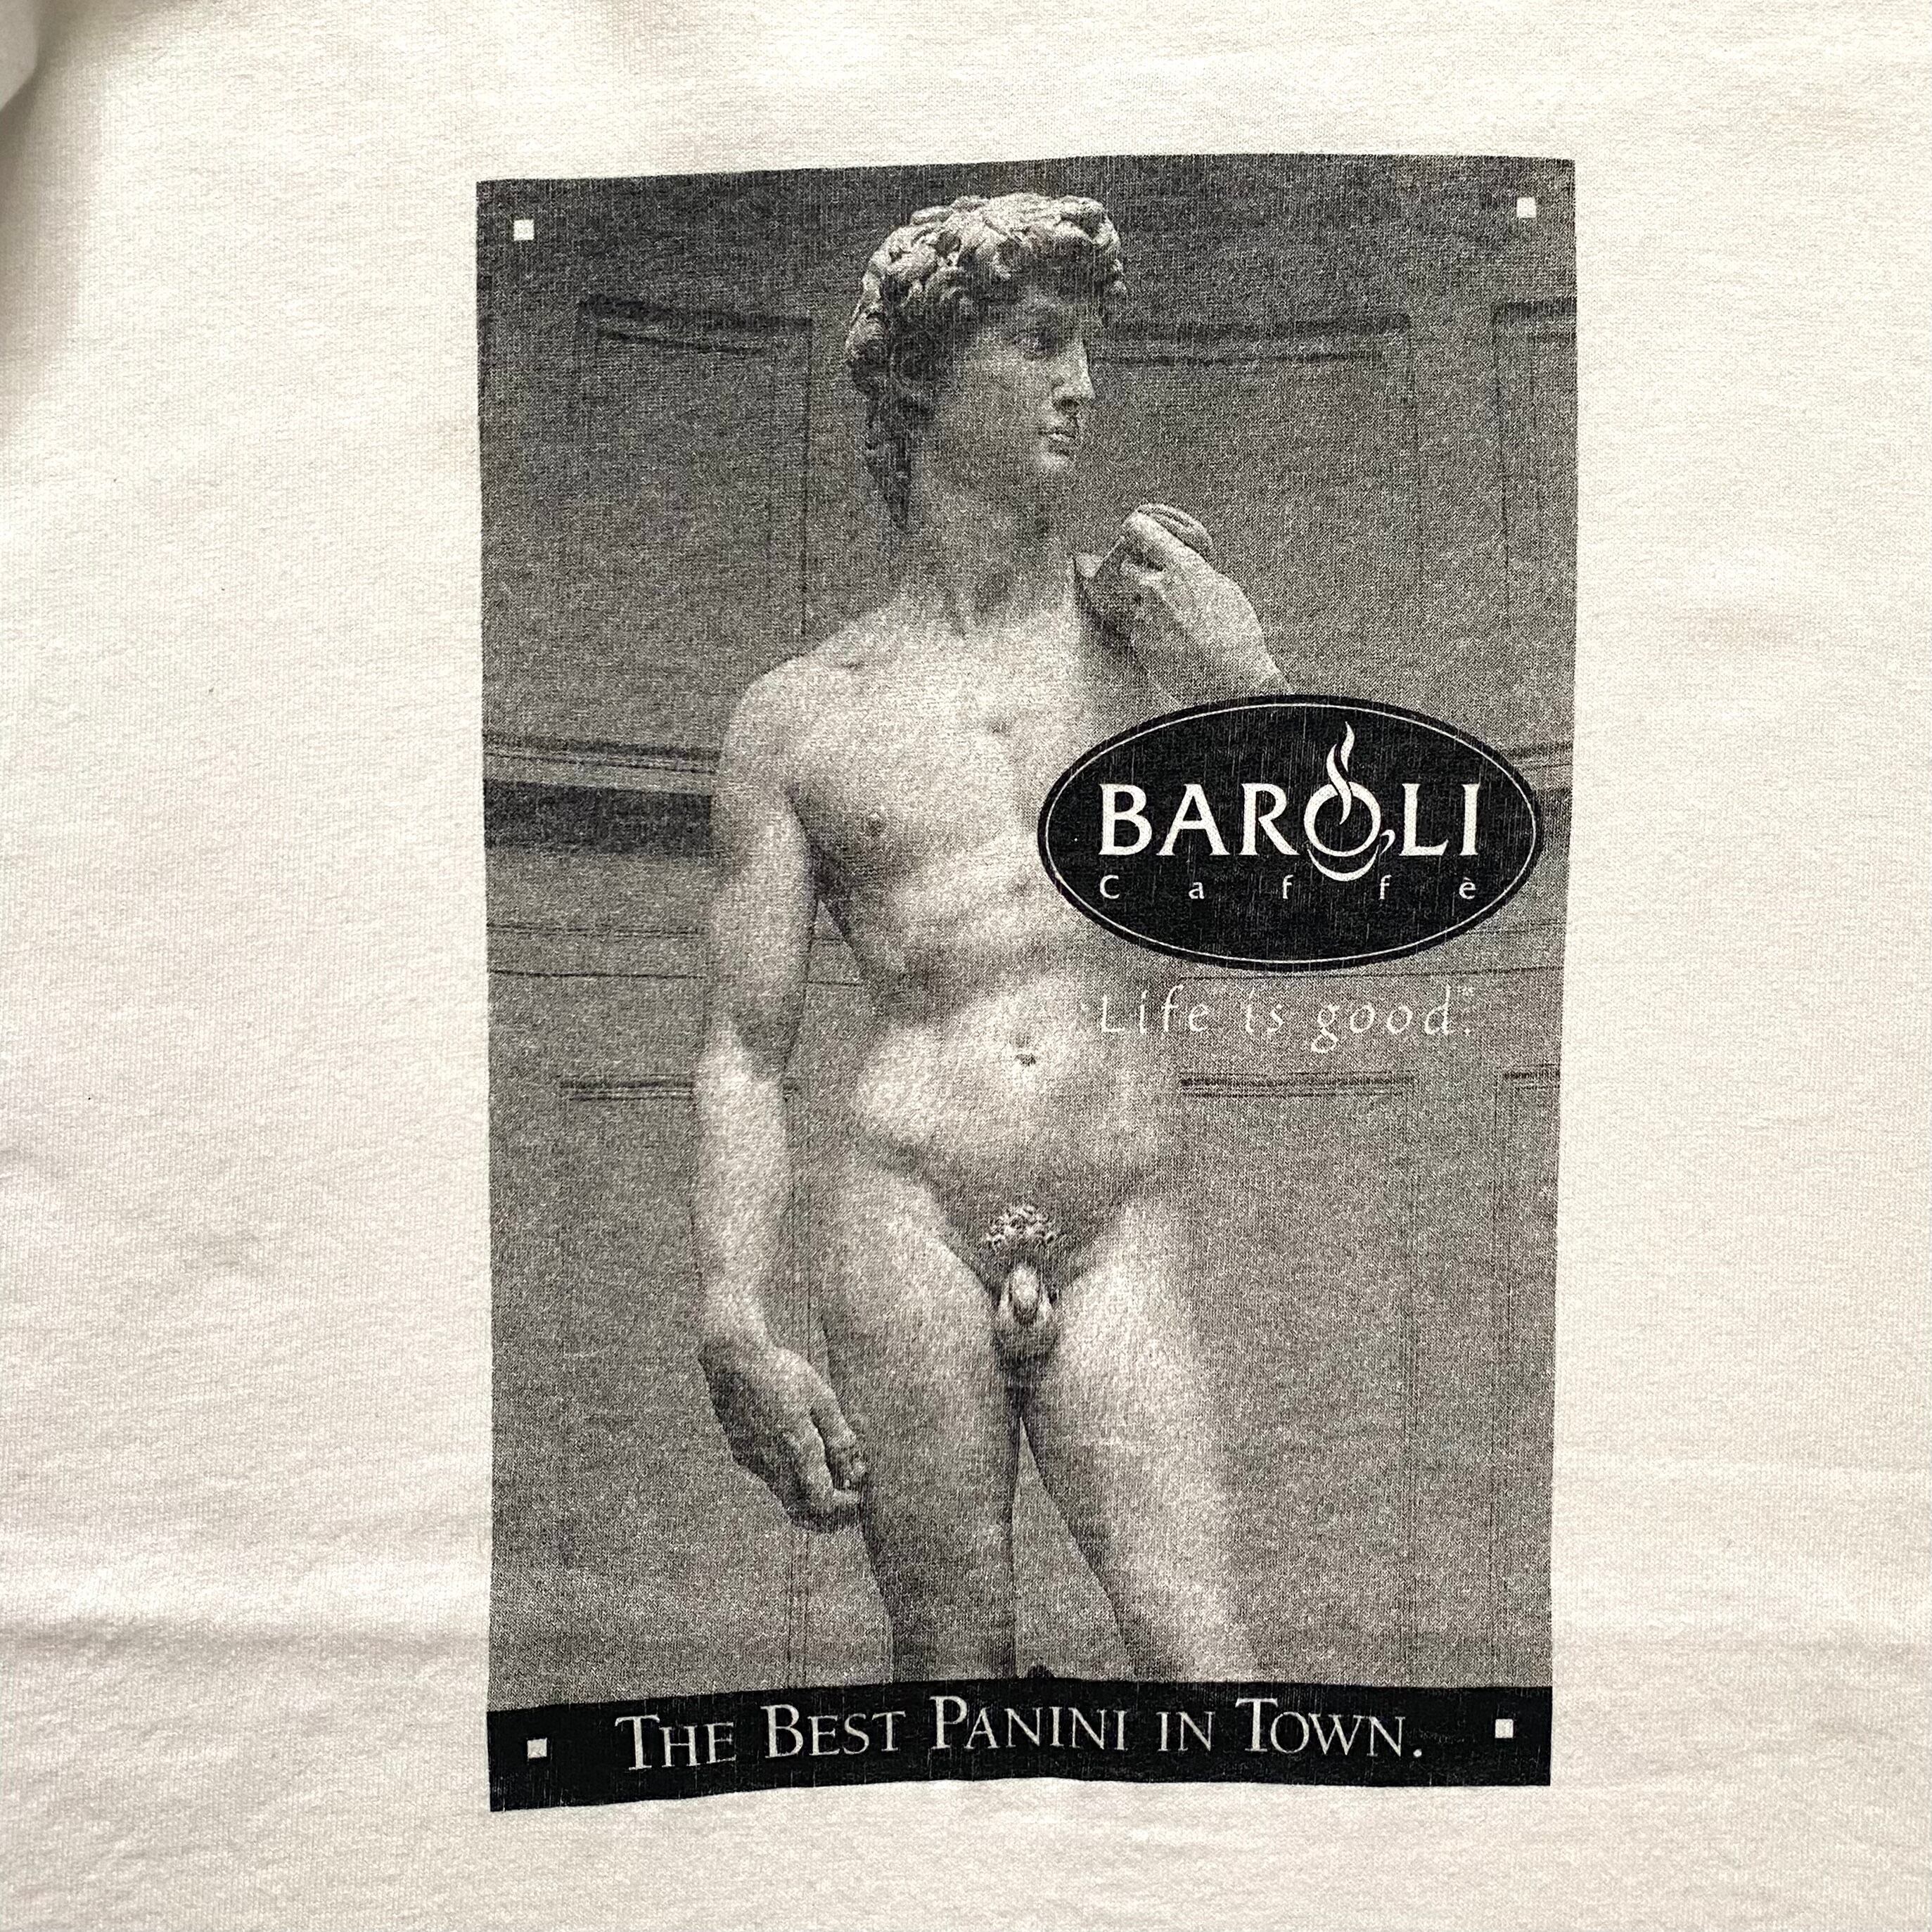 BAROLI
Caffè
"Life is good."
THE BEST PANINI IN TOWN.